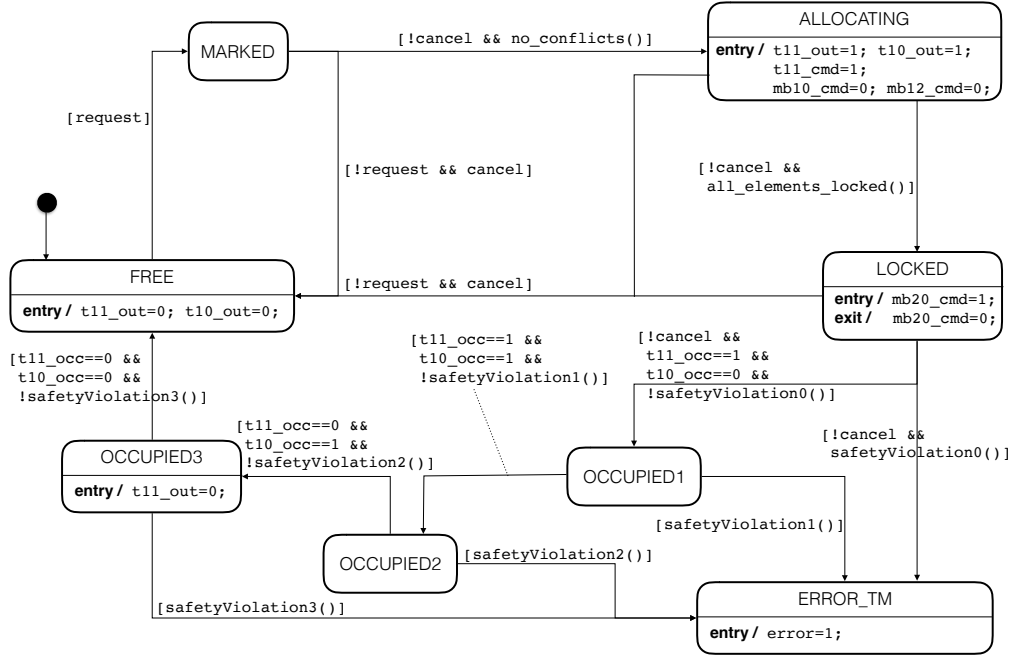 ALLOCATING
MARKED
[!cancel && no_conflicts()]
entry / t11_out=1; t10_out=1;
t11_cmd=1;
mb10_cmd=0; mb12_cmd=0;
[request]
[!request && cancel]
[!cancel &&
all_elements_locked()]
FREE
entry / t11_out=0; t10_out=0;
[!request && cancel]
LOCKED
entry / mb20_cmd=1;
exit / mb20_cmd=0;
[t11_occ==0 &&
t10_occ==0 &&
!safetyViolation3()]
[t11_occ==1 &&
t10_occ==1 &&
!safetyViolation1()]
[!cancel &&
t11_occ==1 &&
t10_occ==0 &&
!safetyViolation0()]
[t11_occ==0 &&
t10_occ==1 &&
!safetyViolation2()]
[!cancel &&
safetyViolation0()]
OCCUPIED3
entry / t11_out=0;
OCCUPIED1
[safetyViolation1()]
OCCUPIED2
[safetyViolation2()]
[safetyViolation3()]
ERROR_TM
entry / error=1;